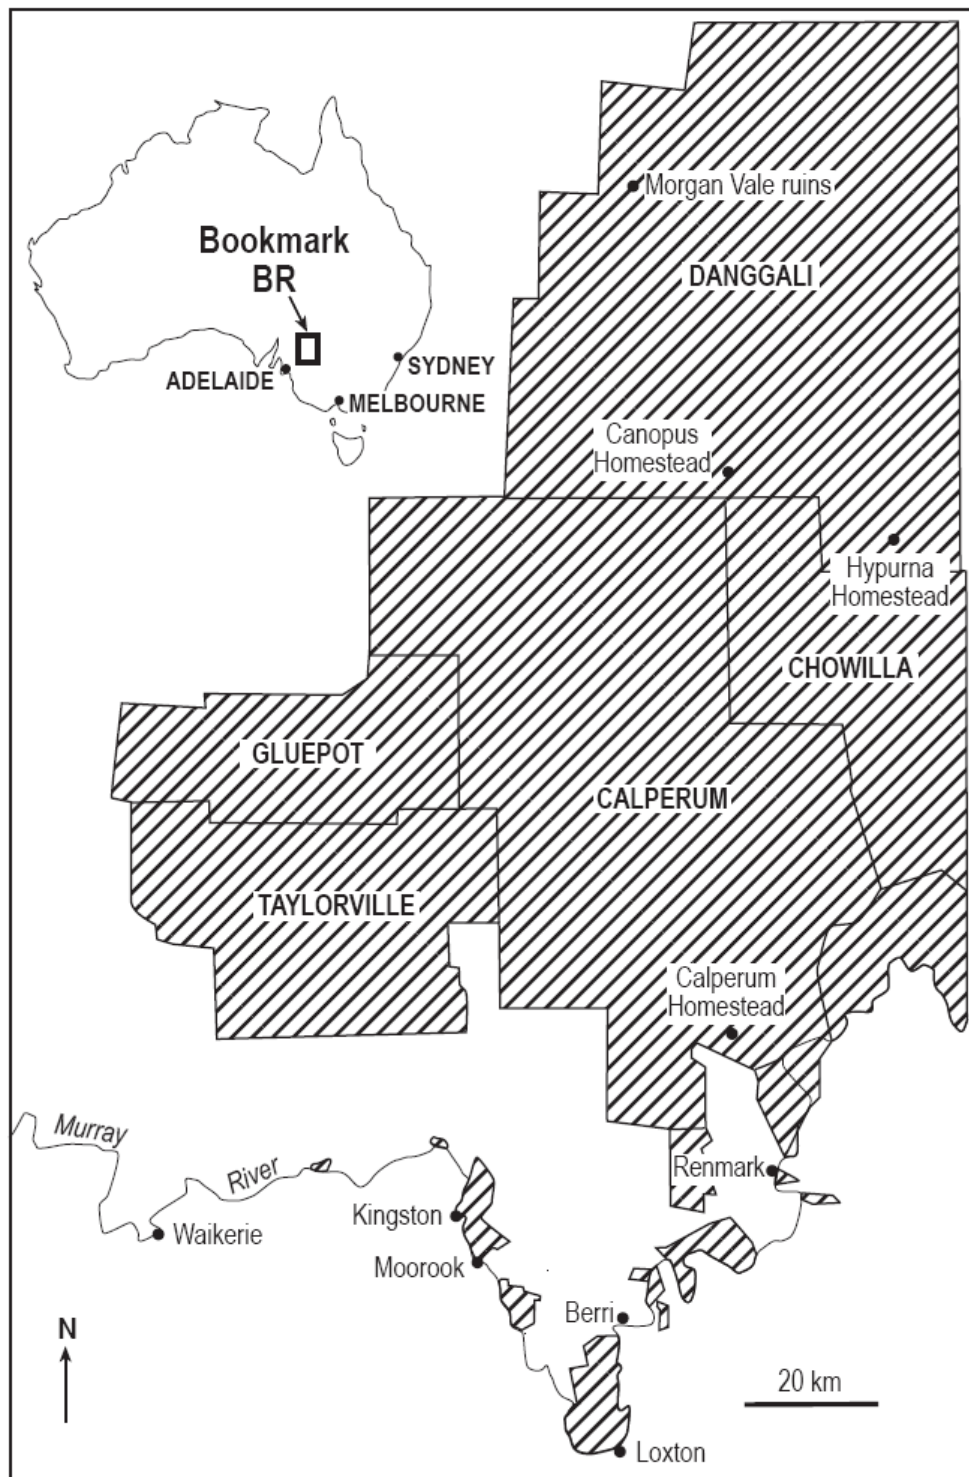 Morgan Vale ruins
Bookmark
BR
DANGGALI
SYDNEY
ADELAIDE
MELBOURNE
Canopus
Homestead
Hypurna
Homestead
CHOWILLA
GLUEPOT
CALPERUM
TAYLORVILLE
Calperum
Homestead
Murray
River
Renmark
Kingston
Waikerie
Moorook
Berri
N
20 km
Loxton